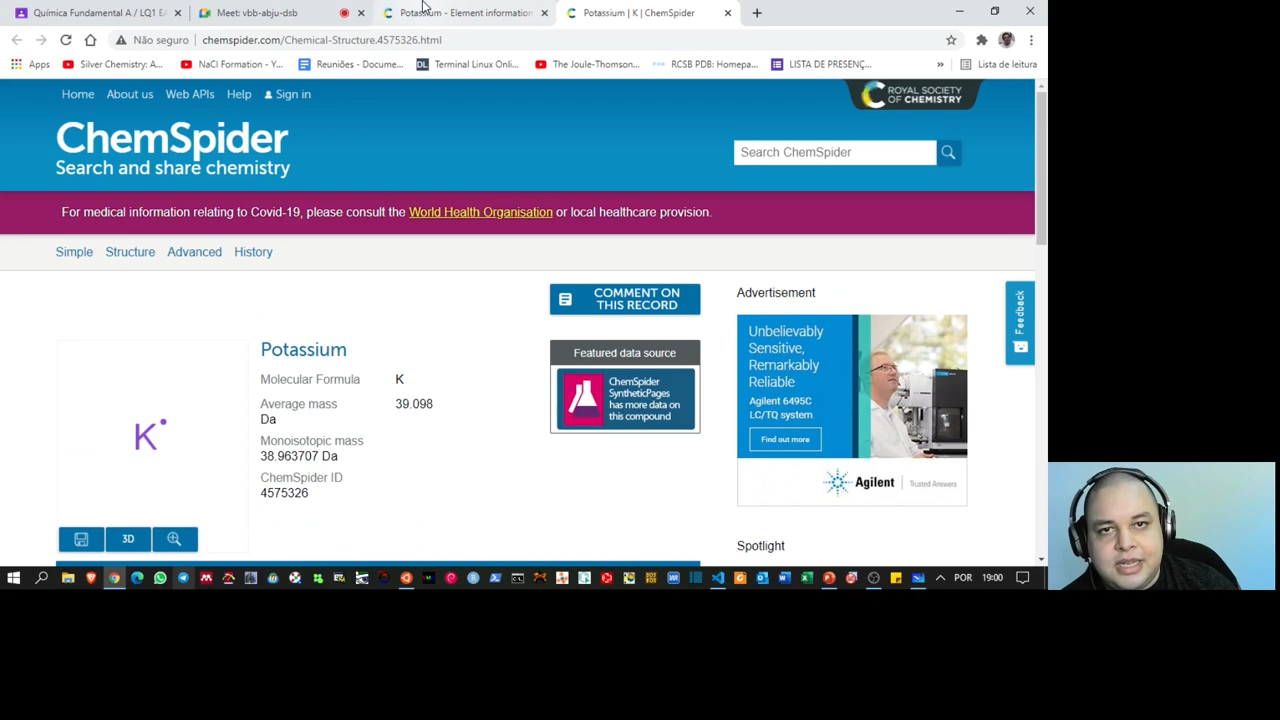 Química Fundamental A / LQ1 E/
Meet: vbb-abju-dsb
Potassium - Element information
Potassium | K | ChemSpider
Não seguro
chemspider.com/Chemical-Structure.4575326.html
Apps
Silver Chemistry: A...
NaCl Formation - Y...
Reuniões - Docume...
Terminal Linux Onli...
The Joule-Thomson...
RCSB PDB: Homepa...
LISTA DE PRESENÇ...
»
Lista de leitura
Home
About us
Web APIs
Help
Sign in
ROYAL SOCIETY
OF CHEMISTRY
ChemSpider
Search and share chemistry
Search ChemSpider
For medical information relating to Covid-19, please consult the World Health Organisation or local healthcare provision.
Simple
Structure
Advanced
History
COMMENT ON
THIS RECORD
Advertisement
Feedback
Potassium
Molecular Formula K
Average mass 39.098
Da
Monoisotopic mass
38.963707 Da
ChemSpider ID
4575326
K•
3D
Featured data source
ChemSpider
SyntheticPages
has more data on
this compound
Unbelievably
Sensitive,
Remarkably
Reliable
Agilent 6495C
LC/TQ system
Find out more
Agilent
Trusted Answers
Spotlight
POR
19:00